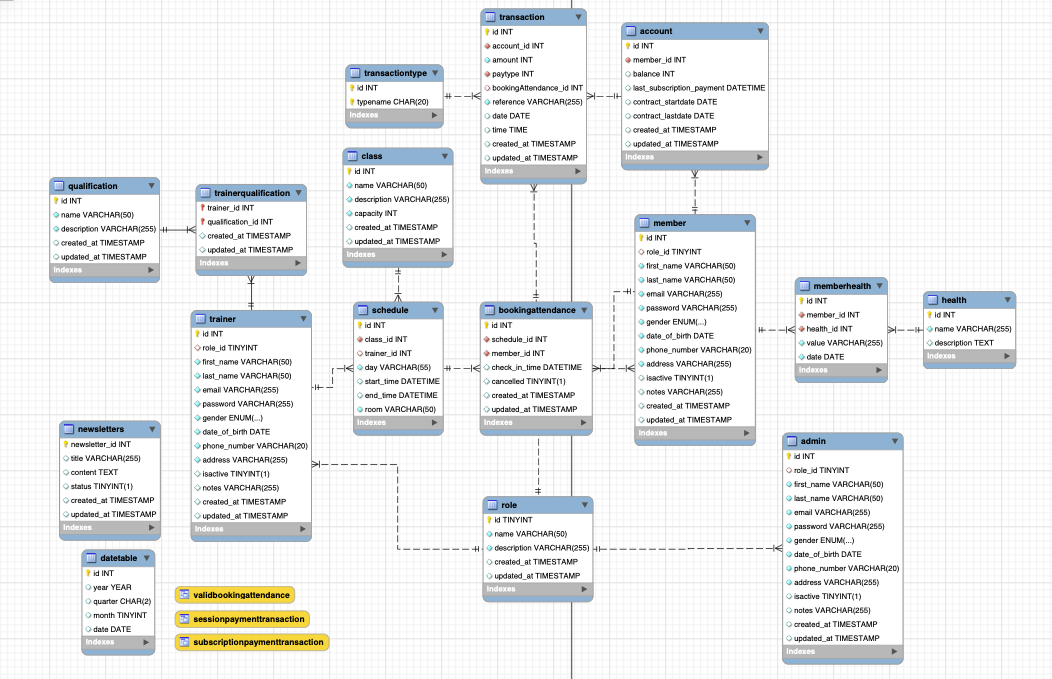 transaction
id INT
account_id INT
amount INT
paytype INT
bookingAttendance_id INT
reference VARCHAR(255)
date DATE
time TIME
created_at TIMESTAMP
updated_at TIMESTAMP
Indexes
account
id INT
member_id INT
balance INT
last_subscription_payment DATETIME
contract_startdate DATE
contract_lastdate DATE
created_at TIMESTAMP
updated_at TIMESTAMP
Indexes
transactiontype
id INT
typename CHAR(20)
Indexes
class
id INT
name VARCHAR(50)
description VARCHAR(255)
capacity INT
created_at TIMESTAMP
updated_at TIMESTAMP
Indexes
qualification
id INT
name VARCHAR(50)
description VARCHAR(255)
created_at TIMESTAMP
updated_at TIMESTAMP
Indexes
trainerqualification
trainer_id INT
qualification_id INT
created_at TIMESTAMP
updated_at TIMESTAMP
Indexes
member
id INT
role_id TINYINT
first_name VARCHAR(50)
last_name VARCHAR(50)
email VARCHAR(255)
password VARCHAR(255)
gender ENUM(...)
date_of_birth DATE
phone_number VARCHAR(20)
address VARCHAR(255)
isactive TINYINT(1)
notes VARCHAR(255)
created_at TIMESTAMP
updated_at TIMESTAMP
Indexes
memberhealth
id INT
member_id INT
health_id INT
value VARCHAR(255)
date DATE
Indexes
health
id INT
name VARCHAR(255)
description TEXT
Indexes
trainer
id INT
role_id TINYINT
first_name VARCHAR(50)
last_name VARCHAR(50)
email VARCHAR(255)
password VARCHAR(255)
gender ENUM(...)
date_of_birth DATE
phone_number VARCHAR(20)
address VARCHAR(255)
isactive TINYINT(1)
notes VARCHAR(255)
created_at TIMESTAMP
updated_at TIMESTAMP
Indexes
schedule
id INT
class_id INT
trainer_id INT
day VARCHAR(55)
start_time DATETIME
end_time DATETIME
room VARCHAR(50)
Indexes
bookingattendance
id INT
schedule_id INT
member_id INT
check_in_time DATETIME
cancelled TINYINT(1)
created_at TIMESTAMP
updated_at TIMESTAMP
Indexes
newsletters
newsletter_id INT
title VARCHAR(255)
content TEXT
status TINYINT(1)
created_at TIMESTAMP
updated_at TIMESTAMP
Indexes
admin
id INT
role_id TINYINT
first_name VARCHAR(50)
last_name VARCHAR(50)
email VARCHAR(255)
password VARCHAR(255)
gender ENUM(...)
date_of_birth DATE
phone_number VARCHAR(20)
address VARCHAR(255)
isactive TINYINT(1)
notes VARCHAR(255)
created_at TIMESTAMP
updated_at TIMESTAMP
Indexes
role
id TINYINT
name VARCHAR(50)
description VARCHAR(255)
created_at TIMESTAMP
updated_at TIMESTAMP
Indexes
datetable
id INT
year YEAR
quarter CHAR(2)
month TINYINT
date DATE
Indexes
validbookingattendance
sessionpaymenttransaction
subscriptionpaymenttransaction